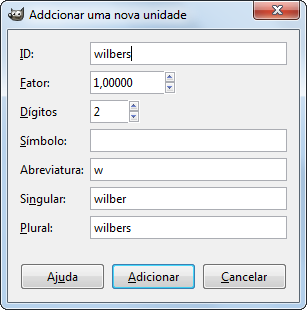 Addcionar uma nova unidade
ID: wilbers
Fator: 1,00000
Dígitos 2
Símbolo:
Abreviatura: w
Singular: wilber
Plural: wilbers
Ajuda Adicionar Cancelar